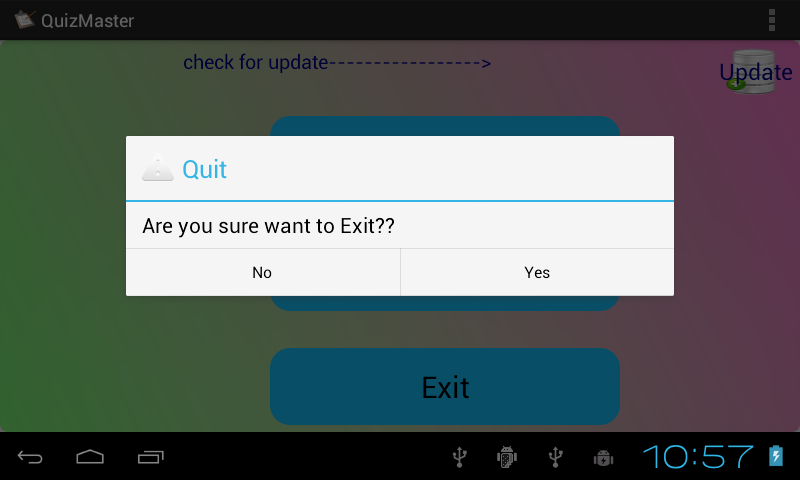 QuizMaster
check for update----------------->
Update
Quit
Are you sure want to Exit??
No
Yes
Exit
10:57